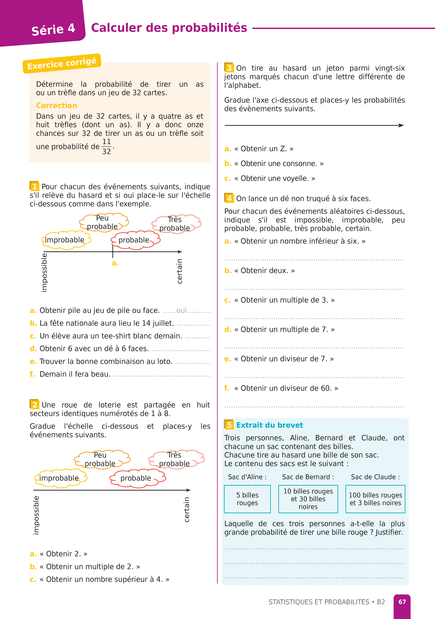 Série 4
Calculer des probabilités
Exercice corrigé
Détermine la probabilité de tirer un as
ou un trèfle dans un jeu de 32 cartes.
Correction
Dans un jeu de 32 cartes, il y a quatre as et
huit trèfles (dont un as). Il y a donc onze
chances sur 32 de tirer un as ou un trèfle soit
une probabilité de 11/32.
1 Pour chacun des événements suivants, indique
s'il relève du hasard et si oui place-le sur l'échelle
ci-dessous comme dans l'exemple.
Peu
probable
Très
probable
improbable
probable
impossible
a.
certain
a. Obtenir pile au jeu de pile ou face. ......oui..........
b. La fête nationale aura lieu le 14 juillet. ...............
c. Un élève aura un tee-shirt blanc demain. ...........
d. Obtenir 6 avec un dé à 6 faces. ..........................
e. Trouver la bonne combinaison au loto. ...............
f. Demain il fera beau. ...........................................
2 Une roue de loterie est partagée en huit
secteurs identiques numérotés de 1 à 8.
Gradue l'échelle ci-dessous et places-y les
événements suivants.
Peu
probable
Très
probable
improbable
probable
impossible
certain
a. « Obtenir 2. »
b. « Obtenir un multiple de 2. »
c. « Obtenir un nombre supérieur à 4. »
3 On tire au hasard un jeton parmi vingt-six
jetons marqués chacun d'une lettre différente de
l'alphabet.
Gradue l'axe ci-dessous et places-y les probabilités
des évènements suivants.
a. « Obtenir un Z. »
b. « Obtenir une consonne. »
c. « Obtenir une voyelle. »
4 On lance un dé non truqué à six faces.
Pour chacun des événements aléatoires ci-dessous,
indique s'il est impossible, improbable, peu
probable, probable, très probable, certain.
a. « Obtenir un nombre inférieur à six. »
b. « Obtenir deux. »
c. « Obtenir un multiple de 3. »
d. « Obtenir un multiple de 7. »
e. « Obtenir un diviseur de 7. »
f. « Obtenir un diviseur de 60. »
5 Extrait du brevet
Trois personnes, Aline, Bernard et Claude, ont
chacune un sac contenant des billes.
Chacune tire au hasard une bille de son sac.
Le contenu des sacs est le suivant :
Sac d'Aline : Sac de Bernard : Sac de Claude :
5 billes
rouges
10 billes rouges
et 30 billes
noires
100 billes rouges
et 3 billes noires
Laquelle de ces trois personnes a-t-elle la plus
grande probabilité de tirer une bille rouge ? Justifier.
STATISTIQUES ET PROBABILITÉS • B2 67